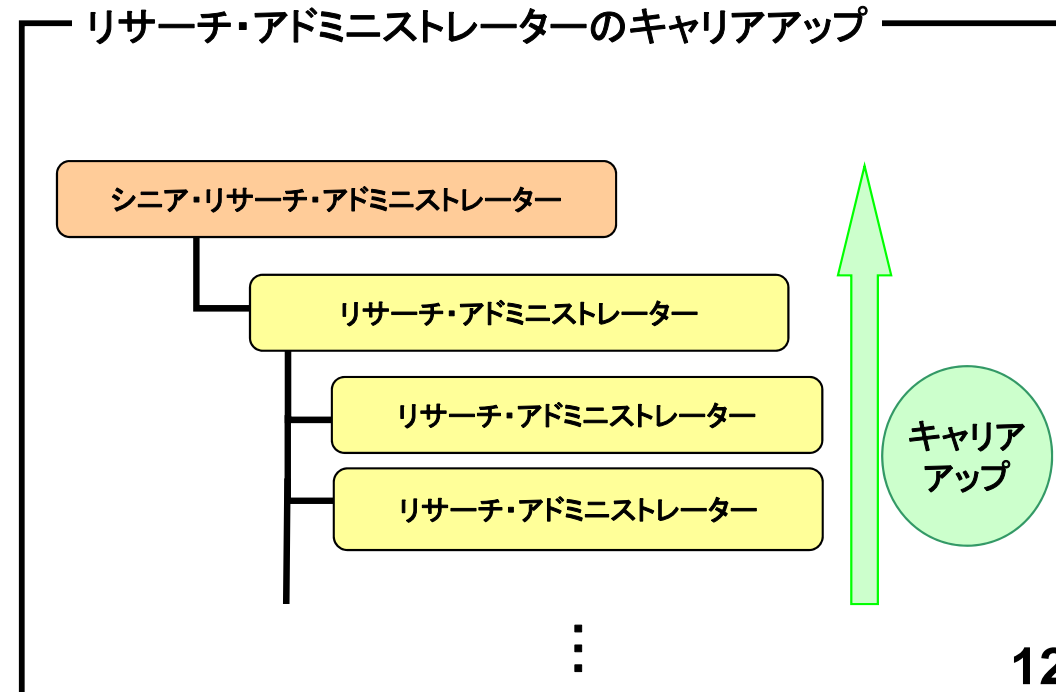 リサーチ・アドミニストレーターのキャリアアップ
シニア・リサーチ・アドミニストレーター
リサーチ・アドミニストレーター
リサーチ・アドミニストレーター
キャリア
アップ
リサーチ・アドミニストレーター
⋮
12